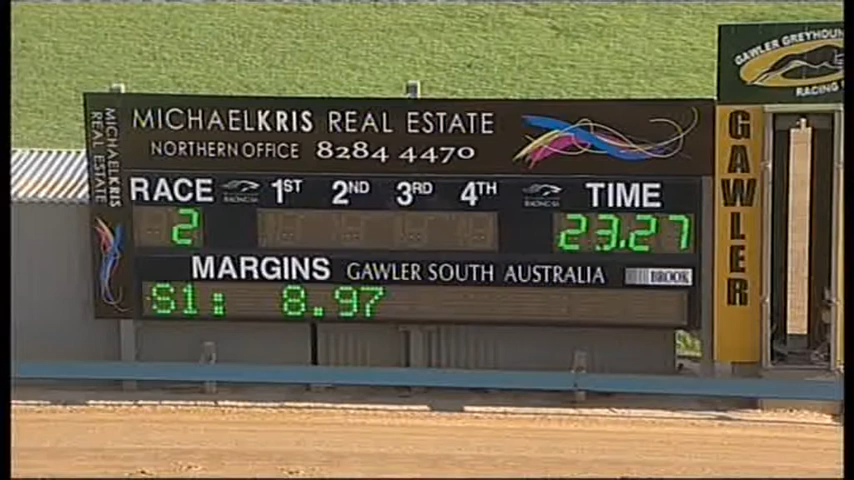 GAWLER GREYHOUND
RACING
MICHAELKRIS REAL ESTATE
NORTHERN OFFICE 8284 4470
MICHAELKRIS
REAL ESTATE
RACE 1ST 2ND 3RD 4TH TIME
2 23.27
MARGINS GAWLER SOUTH AUSTRALIA BROOK
S1: 8.97
GAWLER